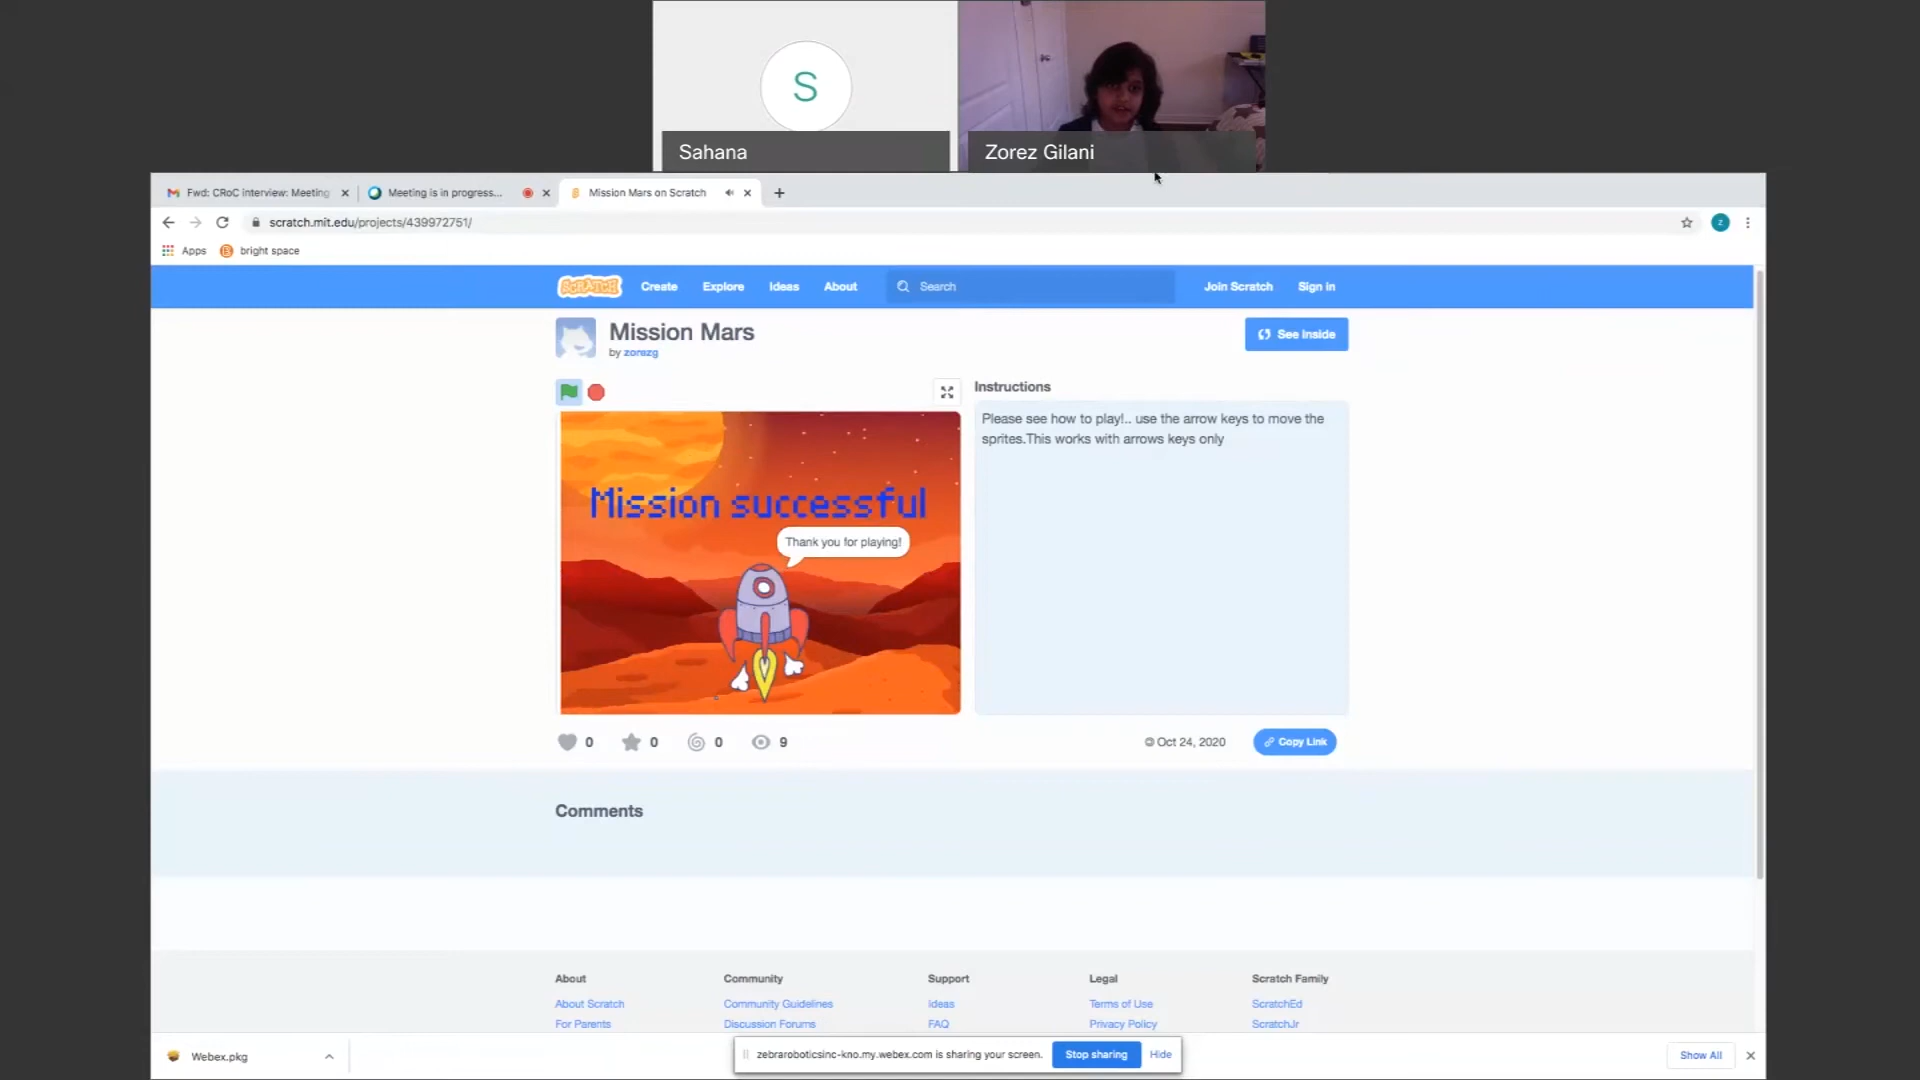 S
Sahana
Zorez Gilani
Fwd: CRoC interview: Meeting
Meeting is in progress...
Mission Mars on Scratch
scratch.mit.edu/projects/439972751/
z
Apps
bright space
SCRATCH
Create
Explore
Ideas
About
Search
Join Scratch
Sign in
Mission Mars
by zorezg
See inside
Instructions
Please see how to play!.. use the arrow keys to move the
sprites.This works with arrows keys only
Mission successful
Thank you for playing!
0
0
0
9
© Oct 24, 2020
Copy Link
Comments
About
Community
Support
Legal
Scratch Family
About Scratch
Community Guidelines
Ideas
Terms of Use
ScratchEd
For Parents
Discussion Forums
FAQ
Privacy Policy
ScratchJr
Webex.pkg
zebraroboticsinc-kno.my.webex.com is sharing your screen.
Stop sharing
Hide
Show All